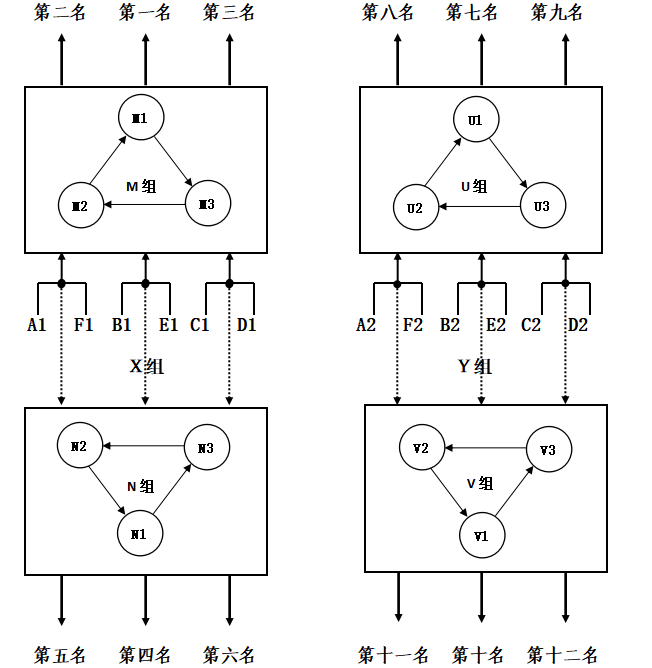 第二名 第一名 第三名 第八名 第七名 第九名
M1 U1
M组 U组
M2 M3 U2 U3
A1 F1 B1 E1 C1 D1 A2 F2 B2 E2 C2 D2
X组 Y组
N2 N3 V2 V3
N组 V组
N1 V1
第五名 第四名 第六名 第十一名 第十名 第十二名